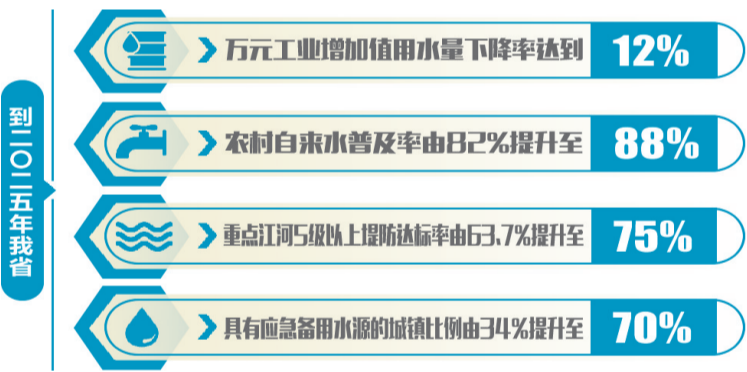 到二〇二五年我省
万元工业增加值用水量下降率达到 12%
农村自来水普及率由82%提升至 88%
重点江河5级以上堤防达标率由63.7%提升至 75%
具有应急备用水源的城镇比例由34%提升至 70%